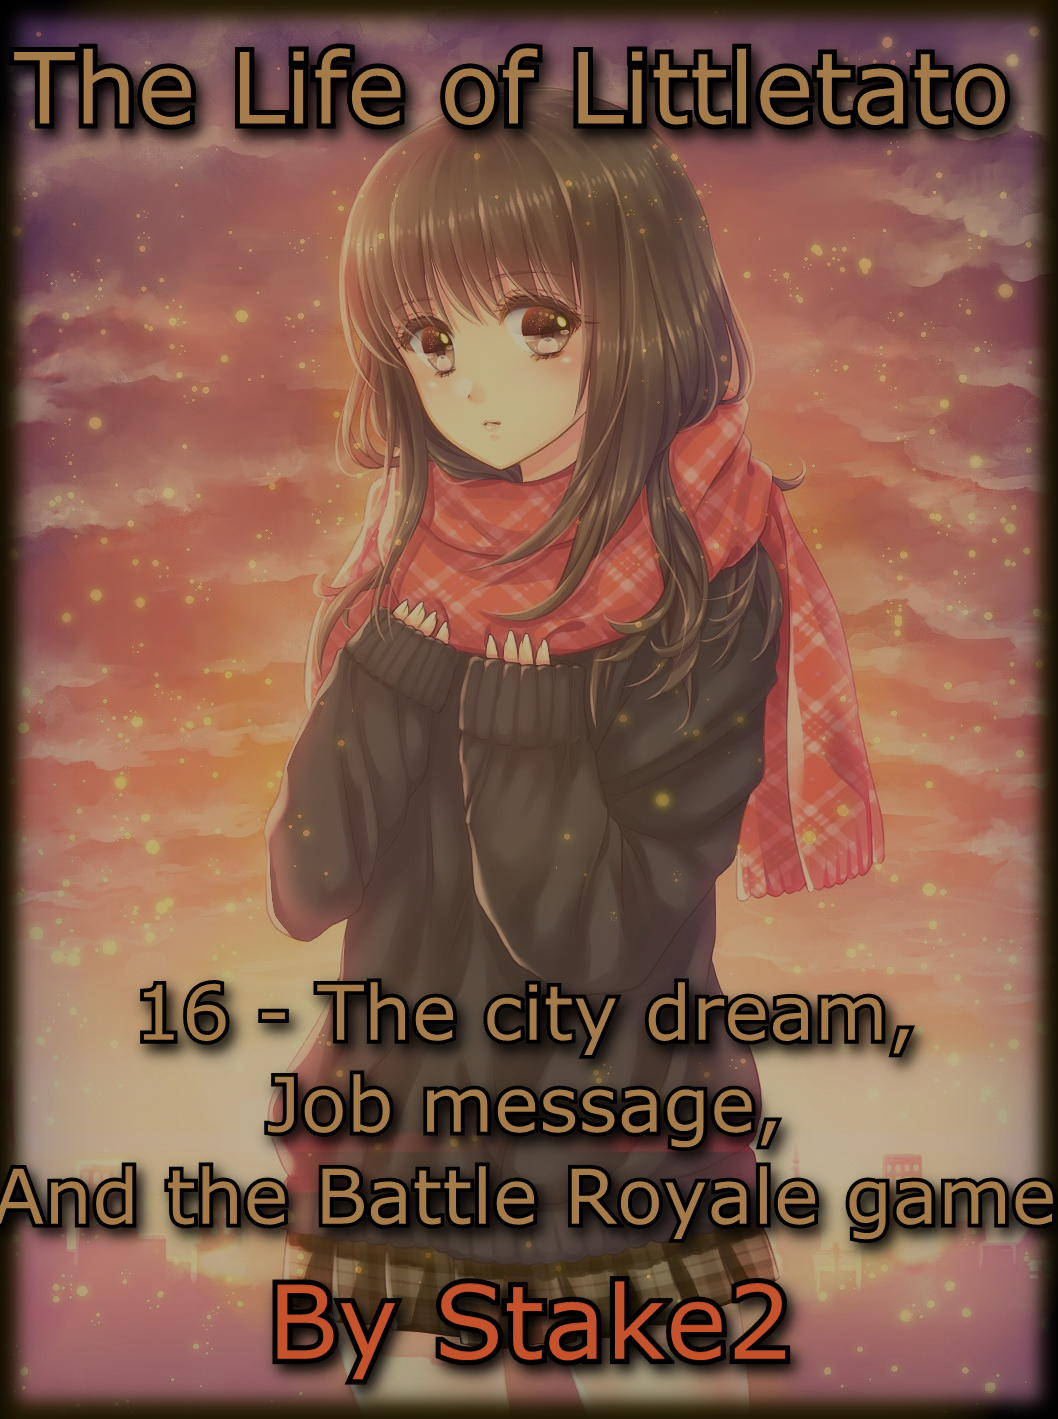 The Life of Littletato
16 - The city dream,
Job message,
And the Battle Royale game
By Stake2